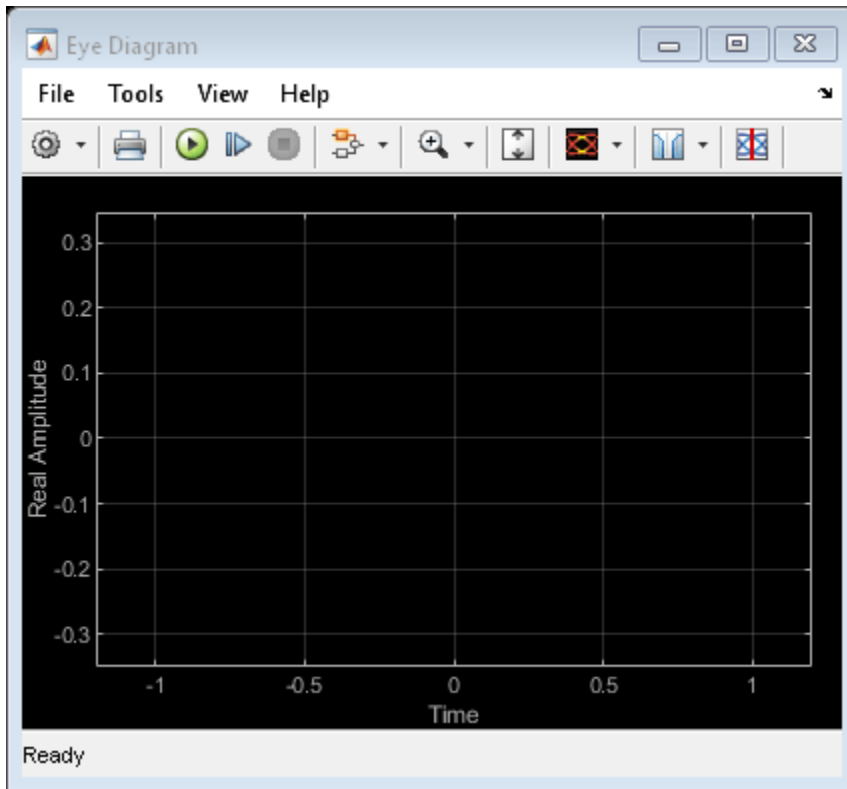 Eye Diagram
File Tools View Help
0.3
0.2
0.1
0
-0.1
-0.2
-0.3
Real Amplitude
-1 -0.5 0 0.5 1
Time
Ready